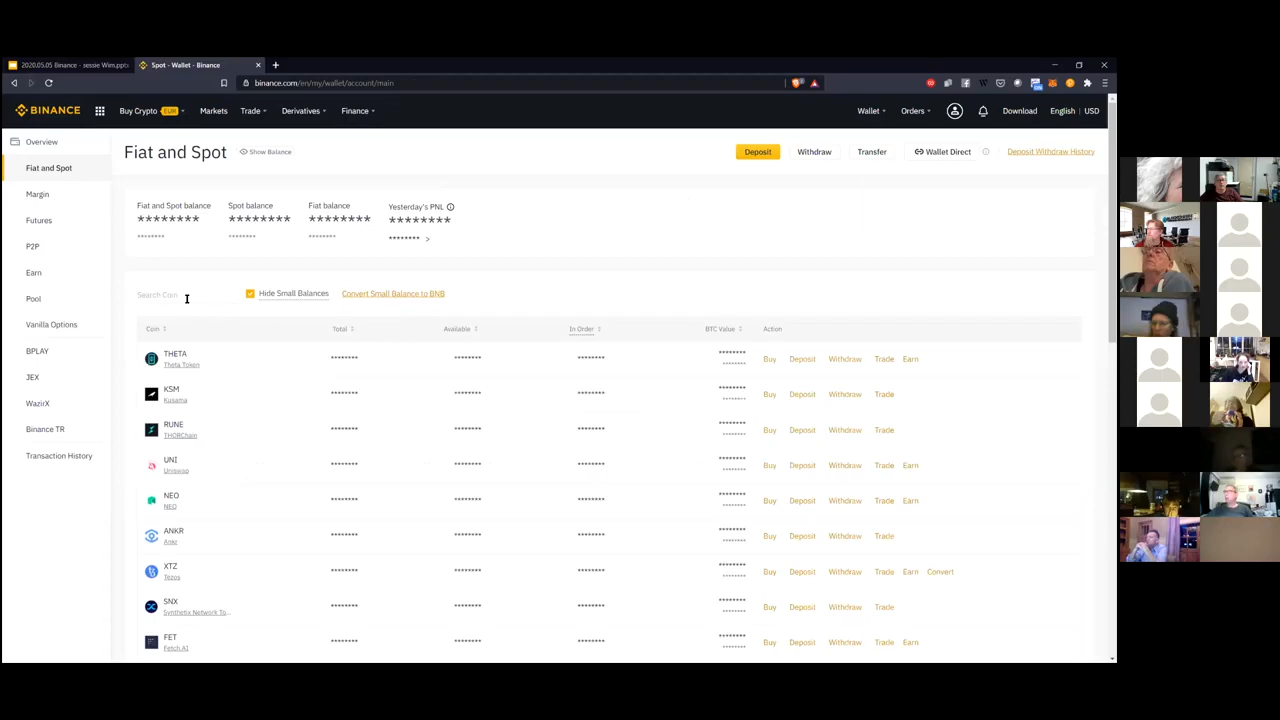 2020.05.05 Binance - sessie Wim.pptx
Spot - Wallet - Binance
binance.com/en/my/wallet/account/main
BINANCE
Buy Crypto EUR Markets Trade Derivatives Finance
Wallet Orders Download English | USD
Overview
Fiat and Spot
Margin
Futures
P2P
Earn
Pool
Vanilla Options
BPLAY
JEX
WazirX
Binance TR
Transaction History
Fiat and Spot Show Balance Deposit Withdraw Transfer Wallet Direct Deposit Withdraw History
Fiat and Spot balance Spot balance Fiat balance Yesterday's PNL
******** ******** ******** ********
******** ******** ******** ******** >
Search Coin Hide Small Balances Convert Small Balance to BNB
Coin Total Available In Order BTC Value Action
THETA ******** ******** ******** ******** Buy Deposit Withdraw Trade Earn
Theta Token ********
KSM ******** ******** ******** ******** Buy Deposit Withdraw Trade
Kusama ********
RUNE ******** ******** ******** ******** Buy Deposit Withdraw Trade
THORChain ********
UNI ******** ******** ******** ******** Buy Deposit Withdraw Trade Earn
Uniswap ********
NEO ******** ******** ******** ******** Buy Deposit Withdraw Trade Earn
NEO ********
ANKR ******** ******** ******** ******** Buy Deposit Withdraw Trade
Ankr ********
XTZ ******** ******** ******** ******** Buy Deposit Withdraw Trade Earn Convert
Tezos ********
SNX ******** ******** ******** ******** Buy Deposit Withdraw Trade
Synthetix Network To... ********
FET ******** ******** ******** ******** Buy Deposit Withdraw Trade Earn
Fetch.AI ********